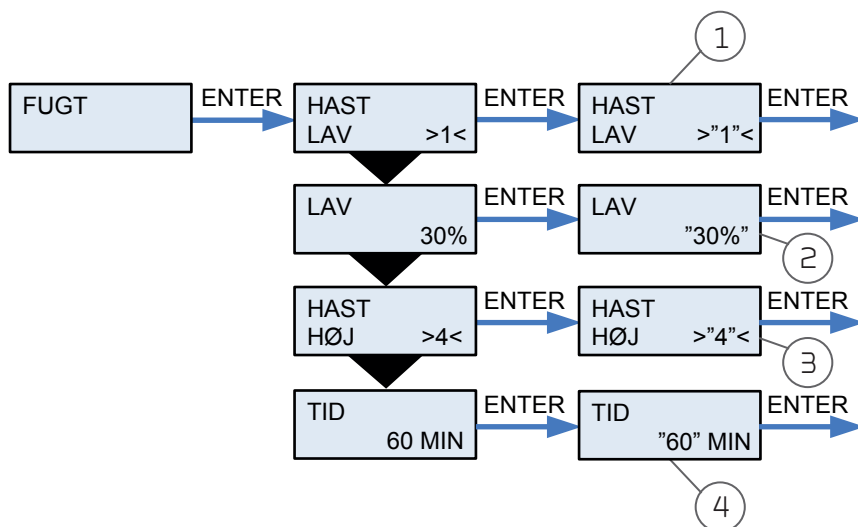 1
FUGT
ENTER
HAST
LAV >1<
ENTER
HAST
LAV >”1”<
ENTER
LAV
30%
ENTER
LAV
”30%”
ENTER
2
HAST
HØJ >4<
ENTER
HAST
HØJ >”4”<
ENTER
3
TID
60 MIN
ENTER
TID
”60” MIN
ENTER
4